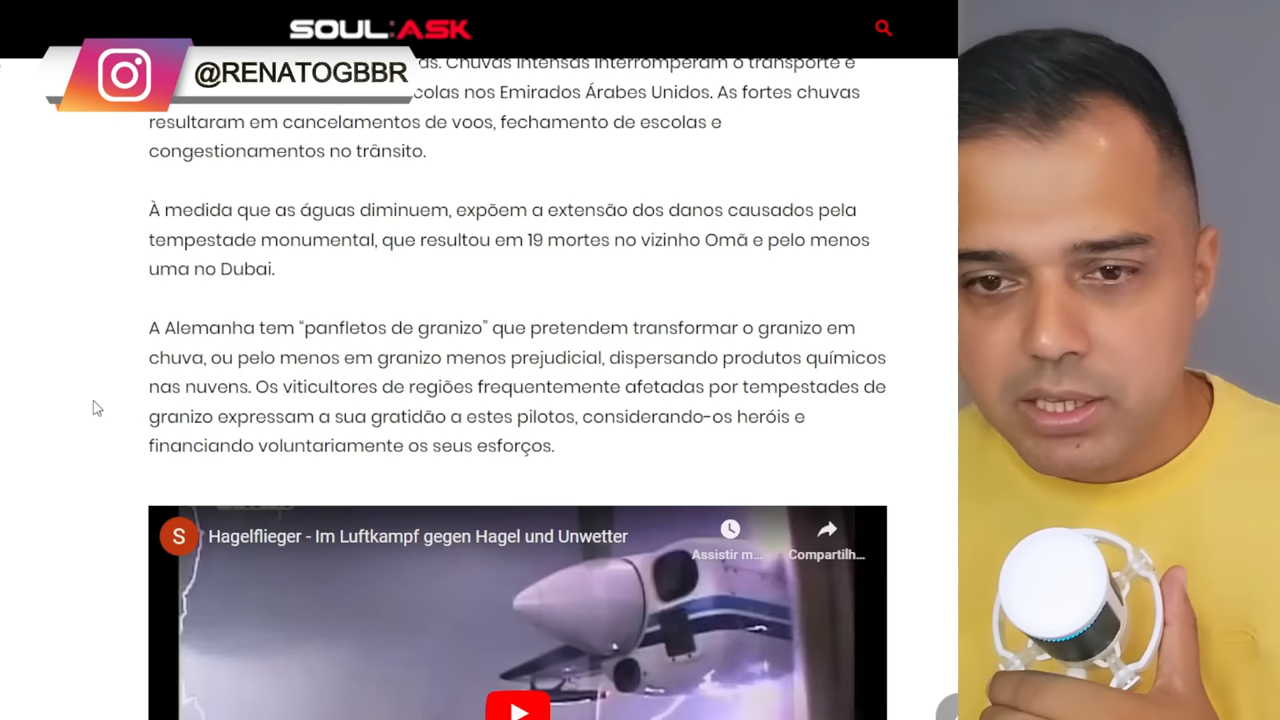 SOUL:ASK
@RENATOGBBR
as. Chuvas intensas interromperam o transporte e
colas nos Emirados Árabes Unidos. As fortes chuvas
resultaram em cancelamentos de voos, fechamento de escolas e
congestionamentos no trânsito.
À medida que as águas diminuem, expõem a extensão dos danos causados pela
tempestade monumental, que resultou em 19 mortes no vizinho Omã e pelo menos
uma no Dubai.
A Alemanha tem “panfletos de granizo” que pretendem transformar o granizo em
chuva, ou pelo menos em granizo menos prejudicial, dispersando produtos químicos
nas nuvens. Os viticultores de regiões frequentemente afetadas por tempestades de
granizo expressam a sua gratidão a estes pilotos, considerando-os heróis e
financiando voluntariamente os seus esforços.
S
Hagelflieger - Im Luftkampf gegen Hagel und Unwetter
Assistir m...
Compartilh...